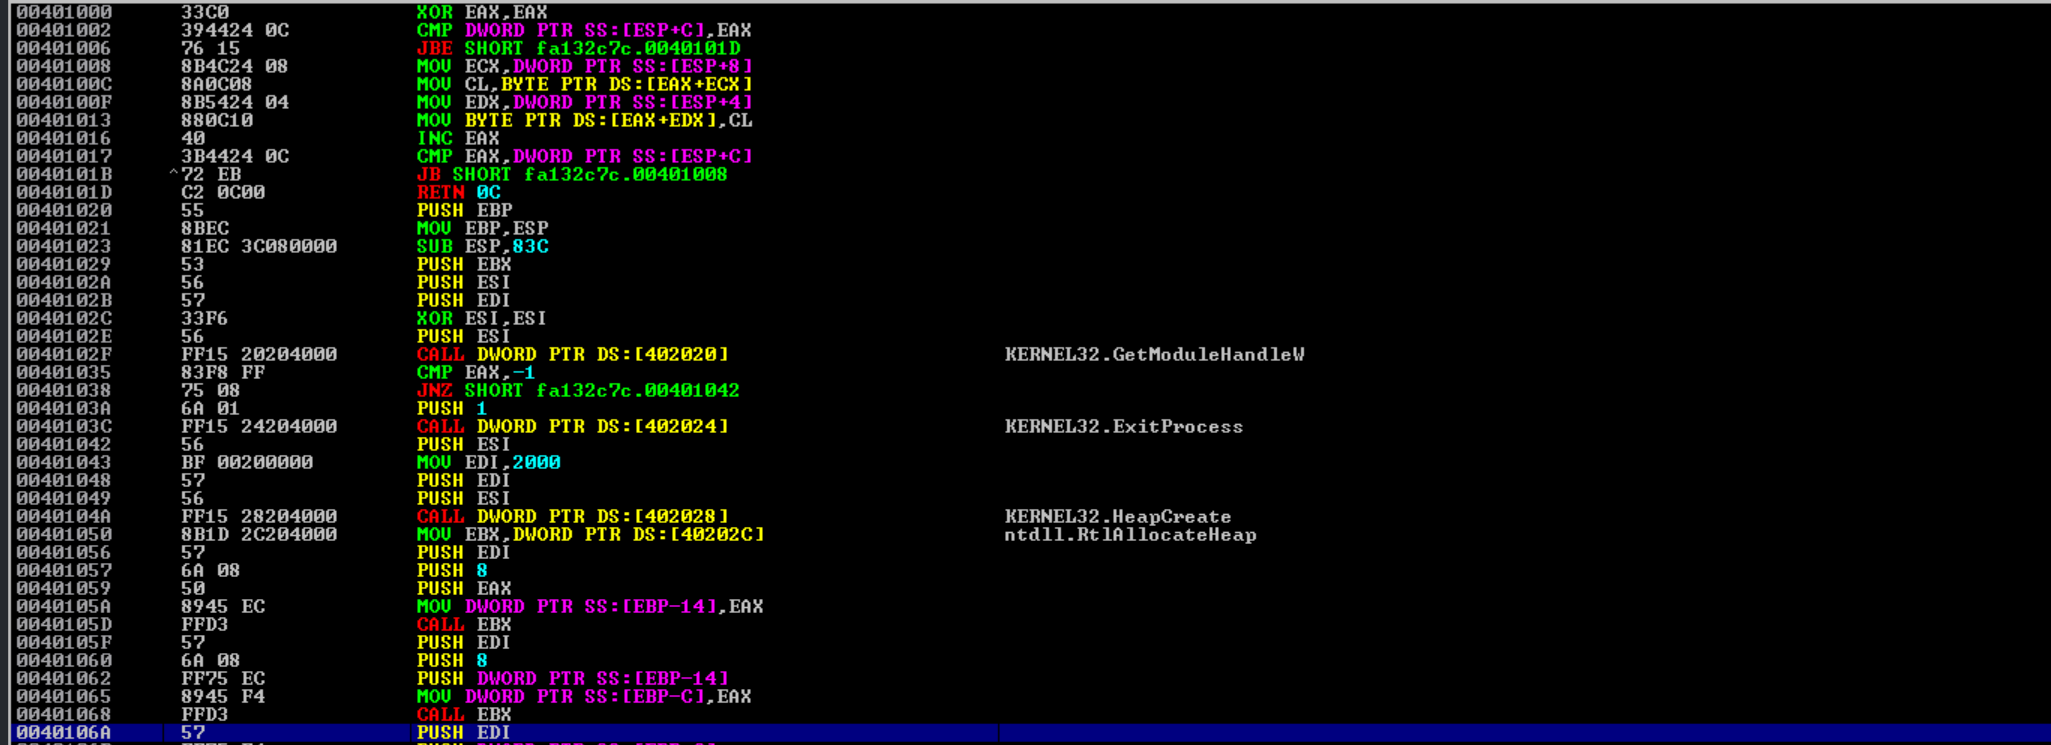 00401000 33C0 XOR EAX,EAX
00401002 394424 0C CMP DWORD PTR SS:[ESP+C],EAX
00401006 76 15 JBE SHORT fa132c7c.0040101D
00401008 8B4C24 08 MOV ECX,DWORD PTR SS:[ESP+8]
0040100C 8A0C08 MOV CL,BYTE PTR DS:[EAX+ECX]
0040100F 8B5424 04 MOV EDX,DWORD PTR SS:[ESP+4]
00401013 880C10 MOV BYTE PTR DS:[EAX+EDX],CL
00401016 40 INC EAX
00401017 3B4424 0C CMP EAX,DWORD PTR SS:[ESP+C]
0040101B ^72 EB JB SHORT fa132c7c.00401008
0040101D C2 0C00 RETN 0C
00401020 55 PUSH EBP
00401021 8BEC MOV EBP,ESP
00401023 81EC 3C080000 SUB ESP,83C
00401029 53 PUSH EBX
0040102A 56 PUSH ESI
0040102B 57 PUSH EDI
0040102C 33F6 XOR ESI,ESI
0040102E 56 PUSH ESI
0040102F FF15 20204000 CALL DWORD PTR DS:[402020] KERNEL32.GetModuleHandleW
00401035 83F8 FF CMP EAX,-1
00401038 75 08 JNZ SHORT fa132c7c.00401042
0040103A 6A 01 PUSH 1
0040103C FF15 24204000 CALL DWORD PTR DS:[402024] KERNEL32.ExitProcess
00401042 56 PUSH ESI
00401043 BF 00200000 MOV EDI,2000
00401048 57 PUSH EDI
00401049 56 PUSH ESI
0040104A FF15 28204000 CALL DWORD PTR DS:[402028] KERNEL32.HeapCreate
00401050 8B1D 2C204000 MOV EBX,DWORD PTR DS:[40202C] ntdll.RtlAllocateHeap
00401056 57 PUSH EDI
00401057 6A 08 PUSH 8
00401059 50 PUSH EAX
0040105A 8945 EC MOV DWORD PTR SS:[EBP-14],EAX
0040105D FFD3 CALL EBX
0040105F 57 PUSH EDI
00401060 6A 08 PUSH 8
00401062 FF75 EC PUSH DWORD PTR SS:[EBP-14]
00401065 8945 F4 MOV DWORD PTR SS:[EBP-C],EAX
00401068 FFD3 CALL EBX
0040106A 57 PUSH EDI